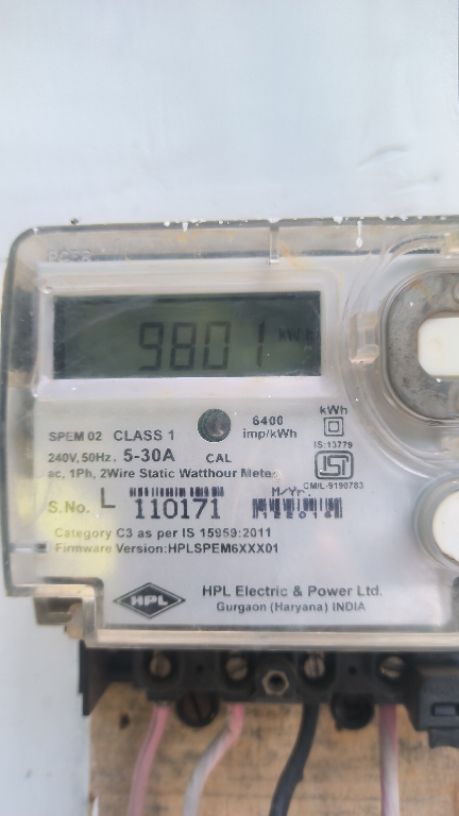 9801 kWh
6400
imp/kWh
kWh
IS:13779
SPEM 02 CLASS 1
240V,50Hz. 5-30A CAL
ac, 1Ph, 2Wire Static Watthour Meter
ISI
CM/L-9190783
S.No. L 110171
M/Yr.
Category C3 as per IS 15959:2011
Firmware Version:HPLSPEM6XXX01
HPL
HPL Electric & Power Ltd.
Gurgaon (Haryana) INDIA